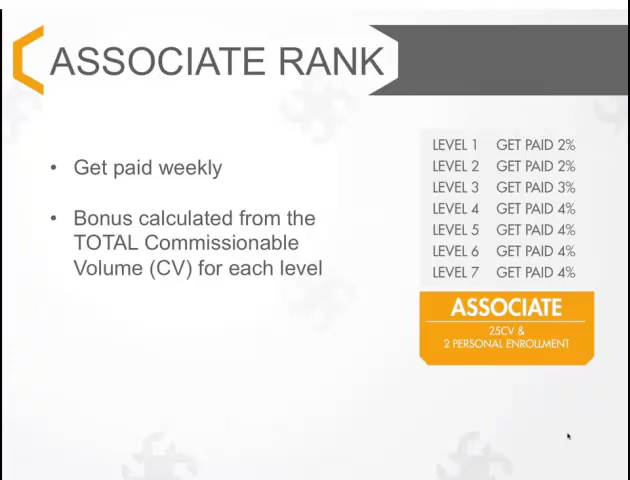 ASSOCIATE RANK
• Get paid weekly
• Bonus calculated from the
TOTAL Commissionable
Volume (CV) for each level
LEVEL 1 GET PAID 2%
LEVEL 2 GET PAID 2%
LEVEL 3 GET PAID 3%
LEVEL 4 GET PAID 4%
LEVEL 5 GET PAID 4%
LEVEL 6 GET PAID 4%
LEVEL 7 GET PAID 4%
ASSOCIATE
25CV &
2 PERSONAL ENROLLMENT